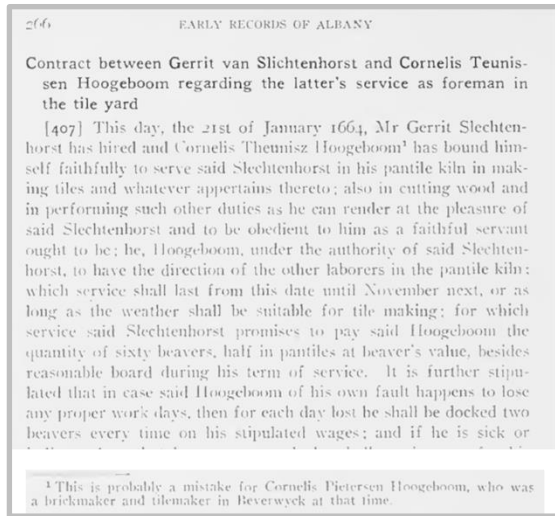 266 EARLY RECORDS OF ALBANY
Contract between Gerrit van Slichtenhorst and Cornelis Teunis-
sen Hoogeboom regarding the latter's service as foreman in
the tile yard
[407] This day, the 21st of January 1664, Mr Gerrit Slechten-
horst has hired and Cornelis Theunisz Hoogeboom¹ has bound him-
self faithfully to serve said Slechtenhorst in his pantile kiln in mak-
ing tiles and whatever appertains thereto; also in cutting wood and
in performing such other duties as he can render at the pleasure of
said Slechtenhorst and to be obedient to him as a faithful servant
ought to be; he, Hoogeboom, under the authority of said Slechten-
horst, to have the direction of the other laborers in the pantile kiln;
which service shall last from this date until November next, or as
long as the weather shall be suitable for tile making; for which
service said Slechtenhorst promises to pay said Hoogeboom the
quantity of sixty beavers, half in pantiles at beaver's value, besides
reasonable board during his term of service. It is further stipu-
lated that in case said Hoogeboom of his own fault happens to lose
any proper work days, then for each day lost he shall be docked two
beavers every time on his stipulated wages; and if he is sick or
¹ This is probably a mistake for Cornelis Pietersen Hoogeboom, who was
a brickmaker and tilemaker in Beverwyck at that time.